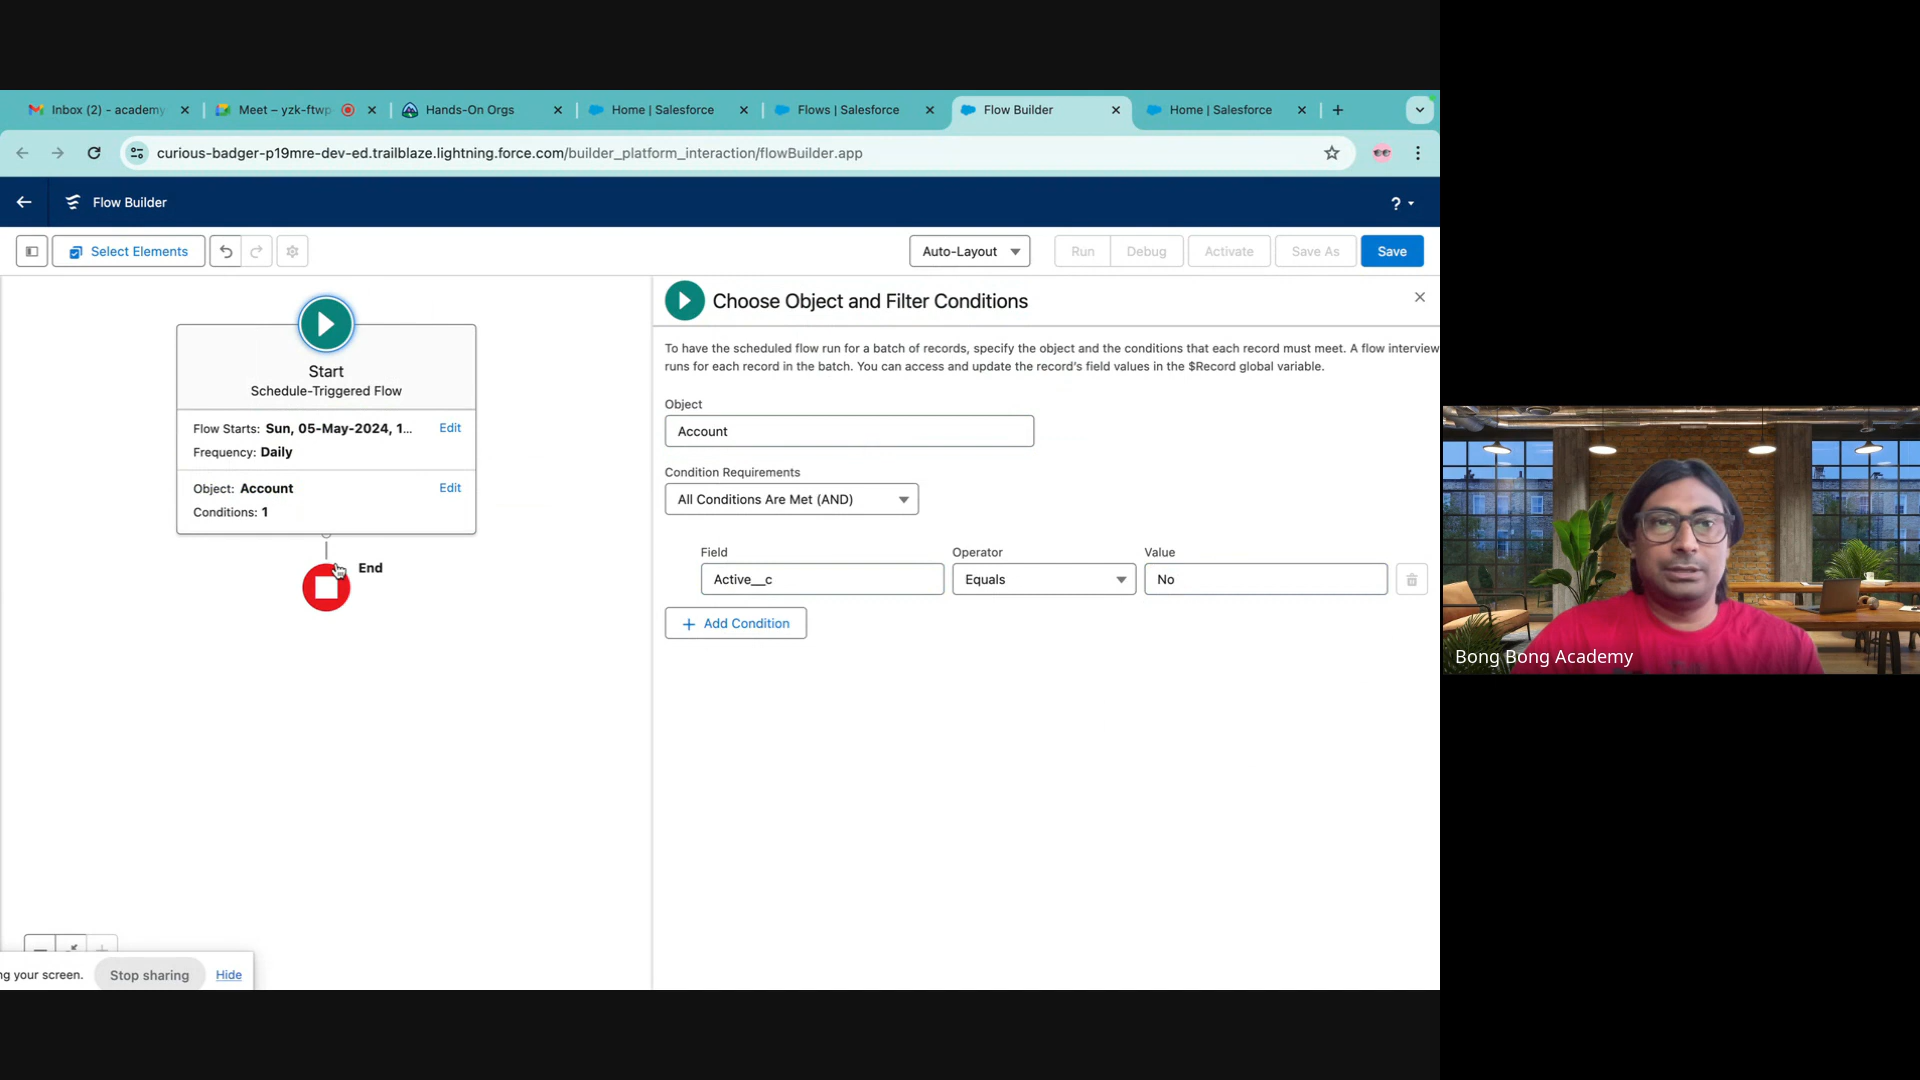 Inbox (2) - academy
Meet – yzk-ftwp
Hands-On Orgs
Home | Salesforce
Flows | Salesforce
Flow Builder
Home | Salesforce
curious-badger-p19mre-dev-ed.trailblaze.lightning.force.com/builder_platform_interaction/flowBuilder.app
Flow Builder
?
Select Elements
Auto-Layout
Run
Debug
Activate
Save As
Save
Start
Schedule-Triggered Flow
Flow Starts: Sun, 05-May-2024, 1...
Edit
Frequency: Daily
Object: Account
Edit
Conditions: 1
End
Choose Object and Filter Conditions
To have the scheduled flow run for a batch of records, specify the object and the conditions that each record must meet. A flow interview
runs for each record in the batch. You can access and update the record's field values in the $Record global variable.
Object
Account
Condition Requirements
All Conditions Are Met (AND)
Field
Operator
Value
Active__c
Equals
No
Add Condition
ng your screen.
Stop sharing
Hide
Bong Bong Academy